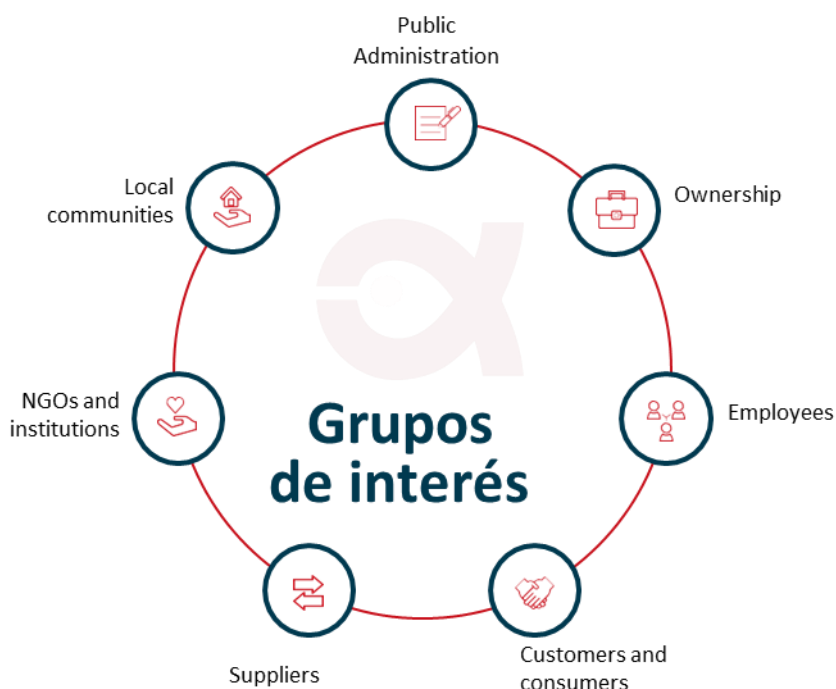 Public
Administration
Ownership
Local
communities
NGOs and
institutions
Employees
Grupos
de interés
Suppliers
Customers and
consumers